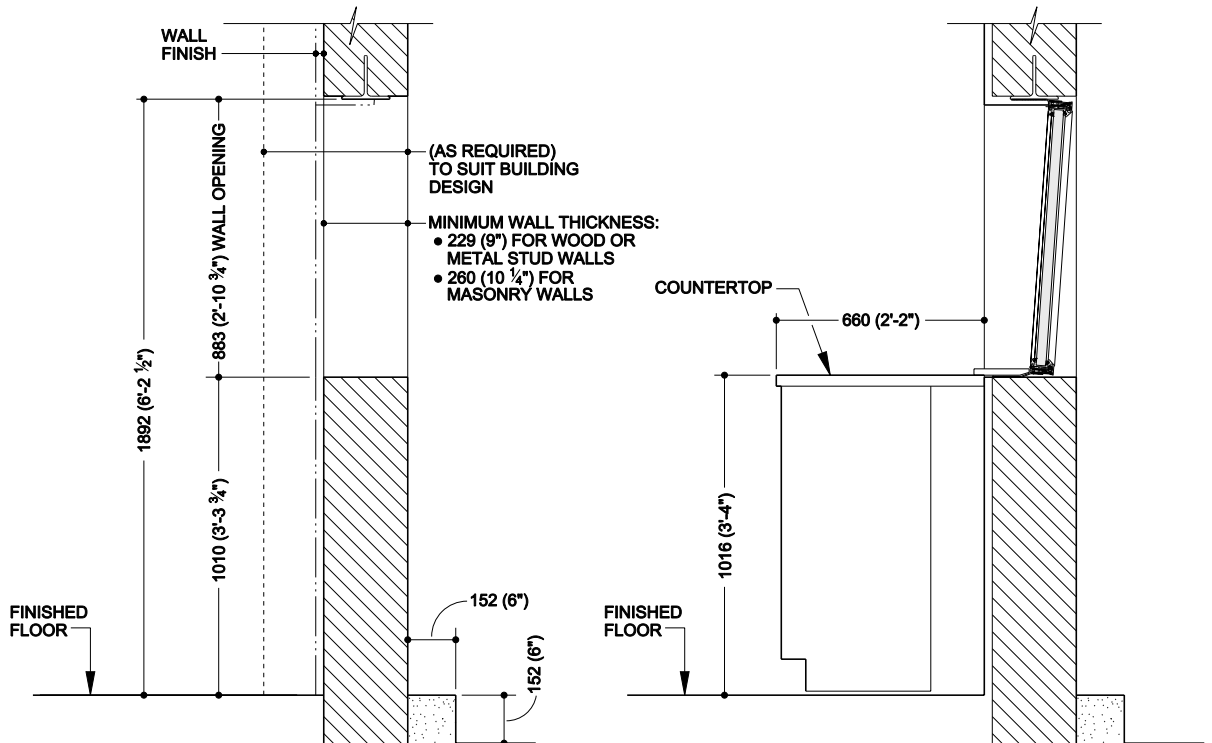 WALL
FINISH
1892 (6'-2 ½")
883 (2'-10 ¾") WALL OPENING
1010 (3'-3 ¾")
(AS REQUIRED)
TO SUIT BUILDING
DESIGN
MINIMUM WALL THICKNESS:
• 229 (9") FOR WOOD OR
METAL STUD WALLS
• 260 (10 ¼") FOR
MASONRY WALLS
FINISHED
FLOOR
152 (6")
152 (6")
COUNTERTOP
660 (2'-2")
1016 (3'-4")
FINISHED
FLOOR